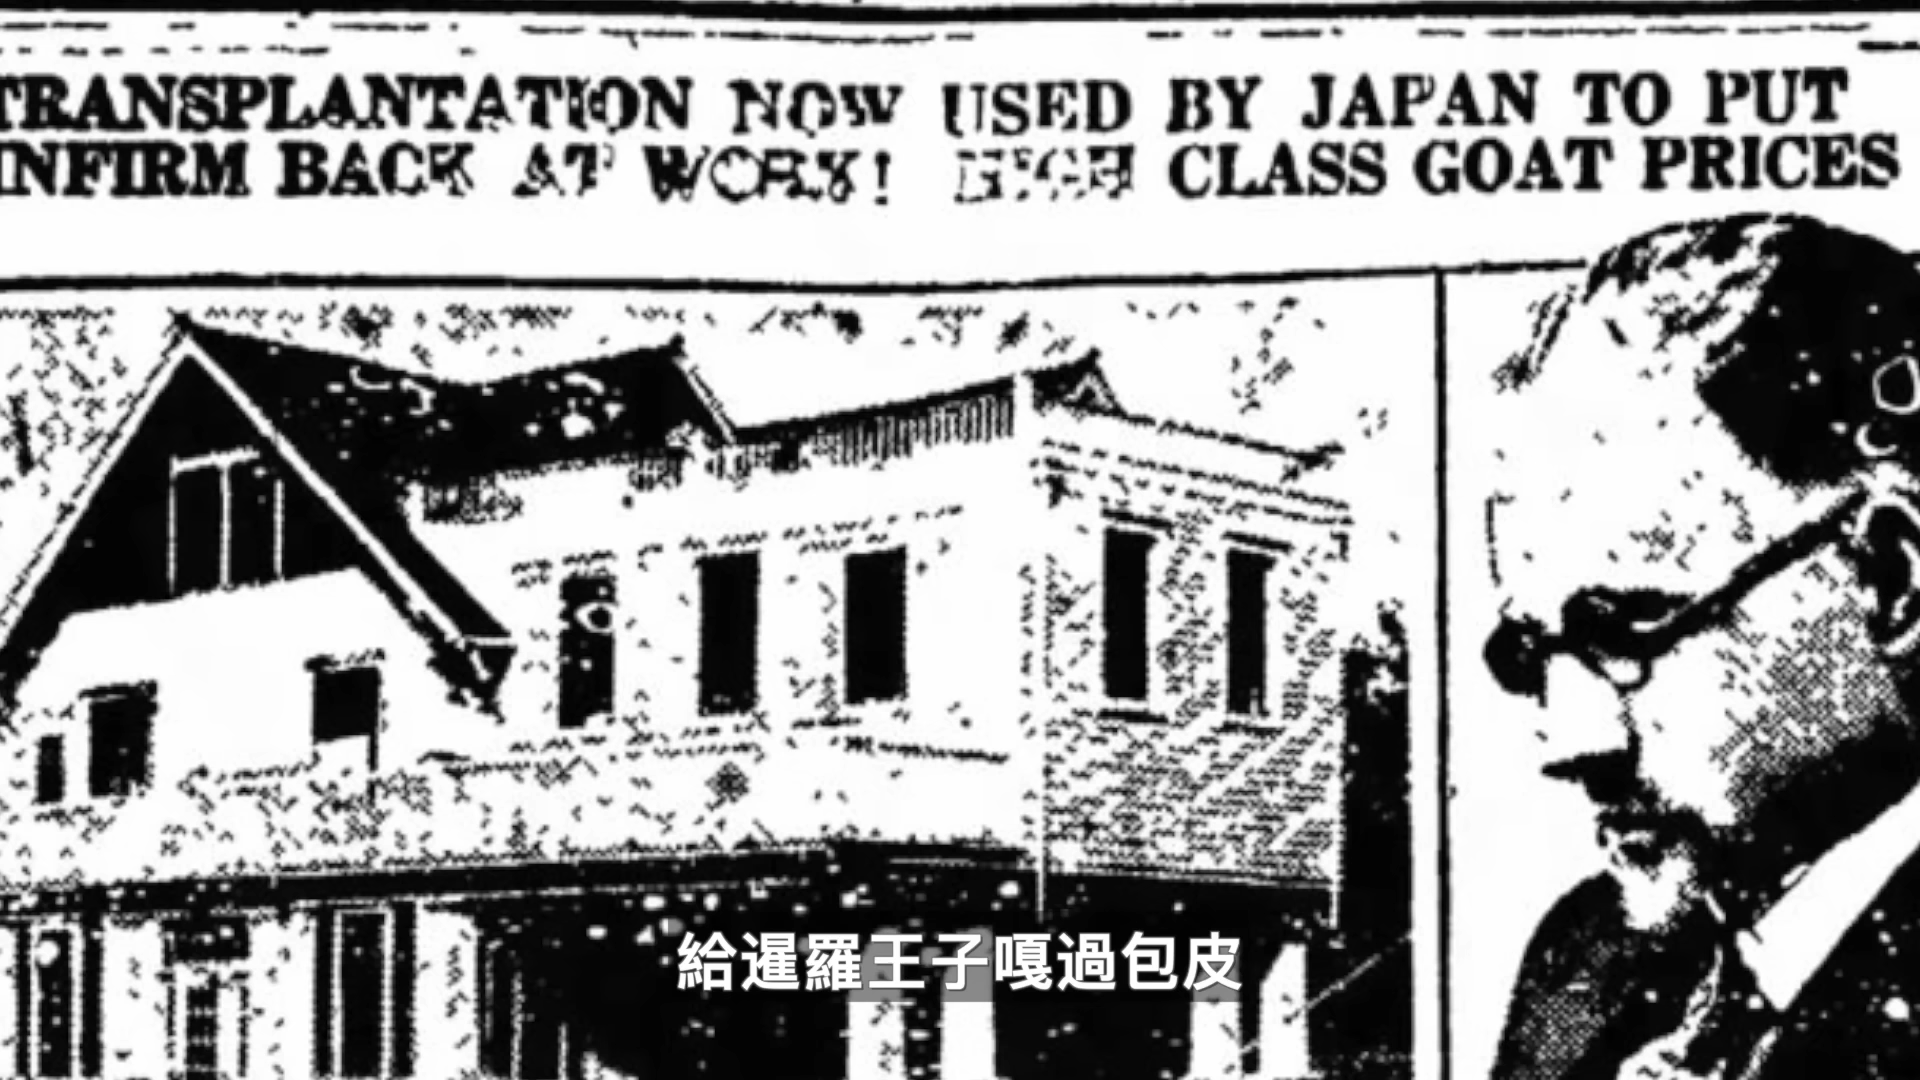 TRANSPLANTATION NOW USED BY JAPAN TO PUT
INFIRM BACK AT WORK! HIGH CLASS GOAT PRICES
給暹羅王子嘎過包皮